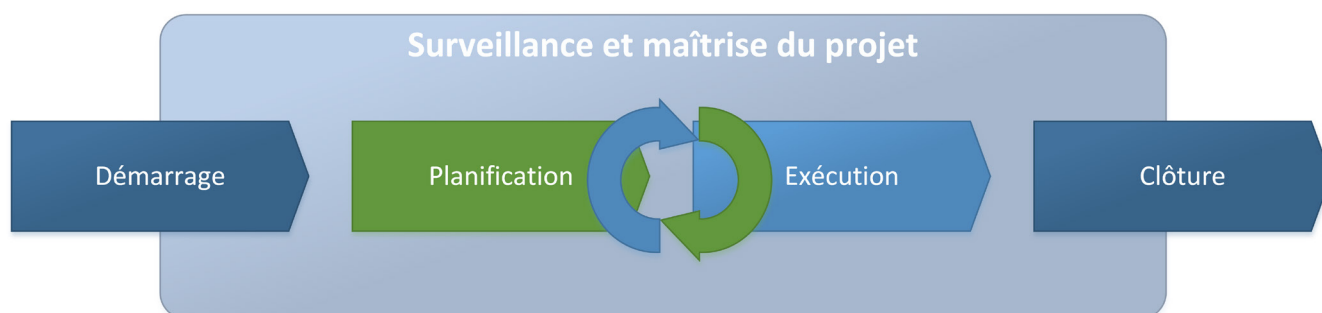 Surveillance et maîtrise du projet
Démarrage
Planification
Exécution
Clôture